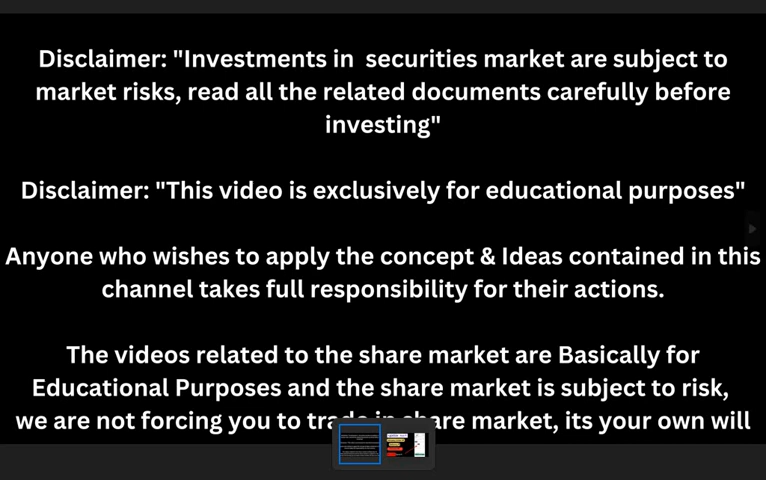 Disclaimer: "Investments in securities market are subject to
market risks, read all the related documents carefully before
investing"
Disclaimer: "This video is exclusively for educational purposes"
Anyone who wishes to apply the concept & Ideas contained in this
channel takes full responsibility for their actions.
The videos related to the share market are Basically for
Educational Purposes and the share market is subject to risk,
we are not forcing you to trade in share market, its your own will